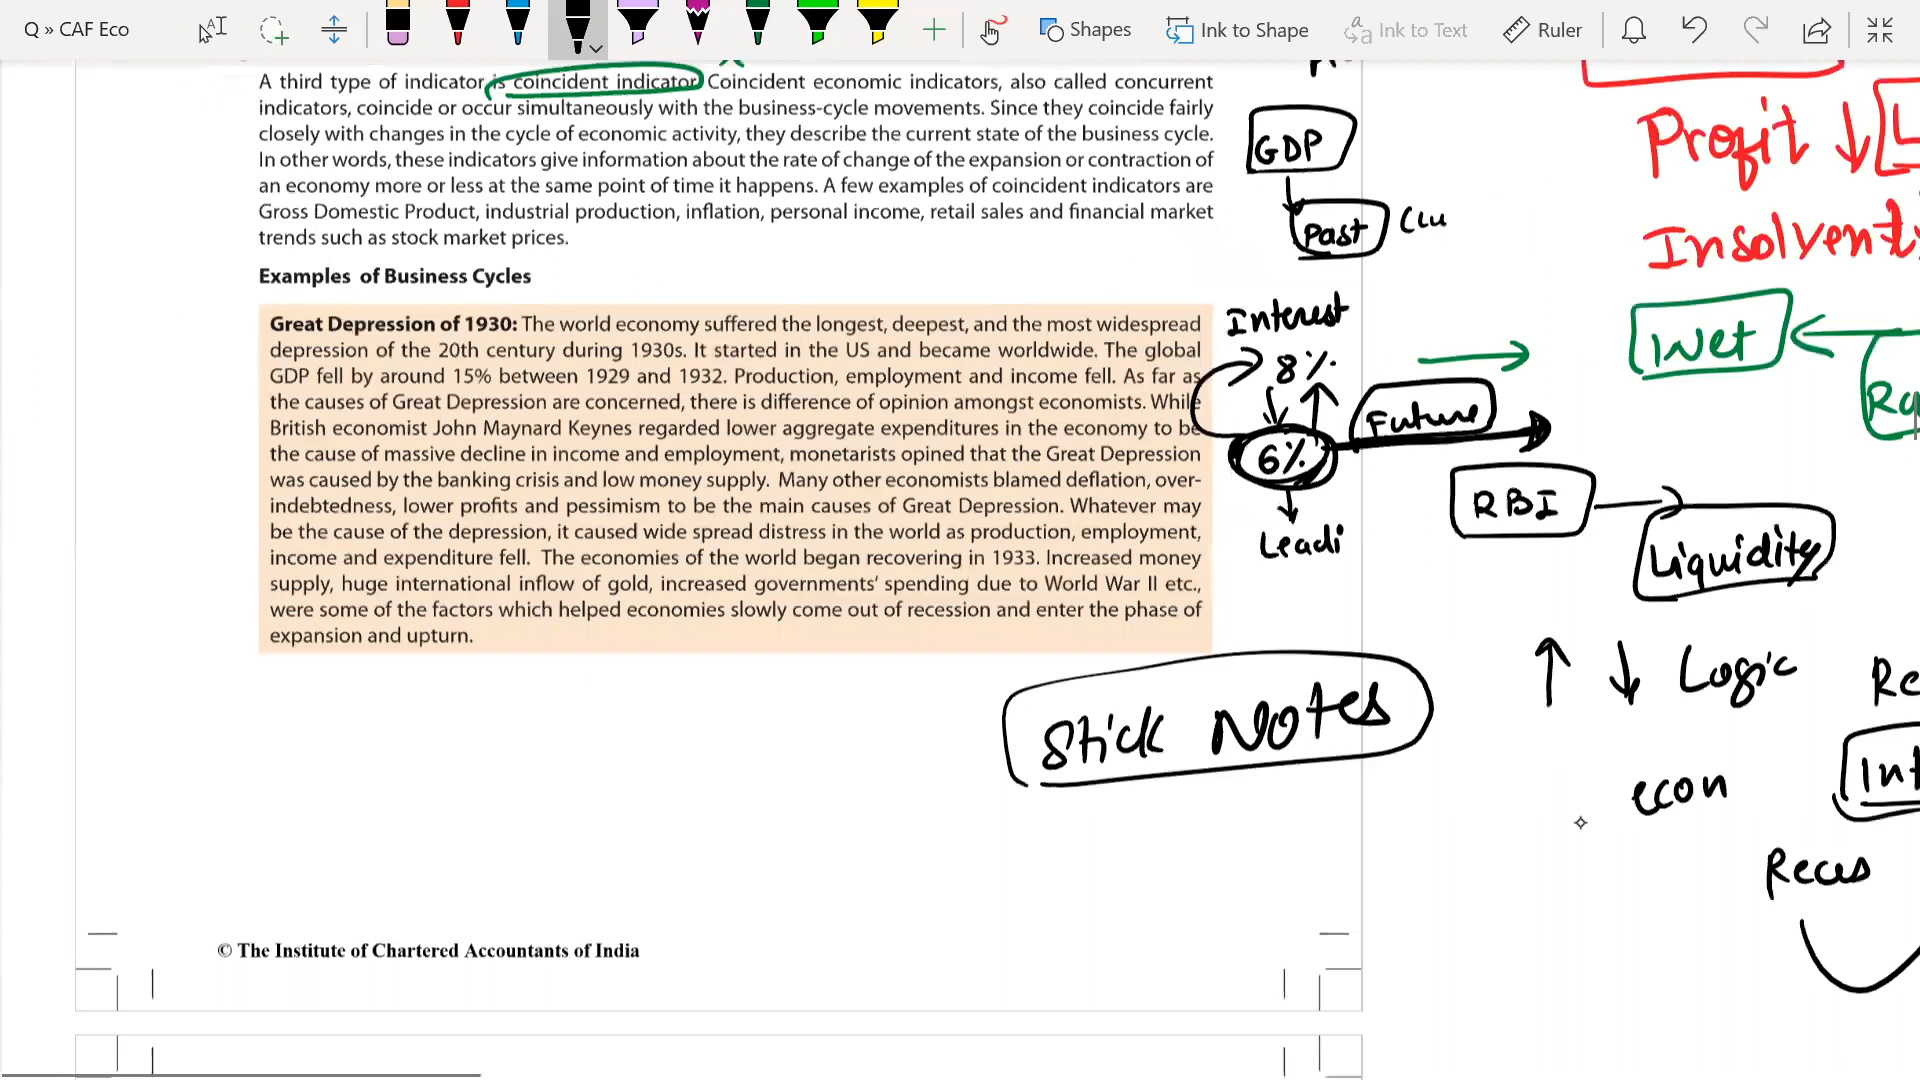 Q » CAF Eco
Shapes
Ink to Shape
Ink to Text
Ruler
A third type of indicator is coincident indicator. Coincident economic indicators, also called concurrent
indicators, coincide or occur simultaneously with the business-cycle movements. Since they coincide fairly
closely with changes in the cycle of economic activity, they describe the current state of the business cycle.
In other words, these indicators give information about the rate of change of the expansion or contraction of
an economy more or less at the same point of time it happens. A few examples of coincident indicators are
Gross Domestic Product, industrial production, inflation, personal income, retail sales and financial market
trends such as stock market prices.
Examples of Business Cycles
Great Depression of 1930: The world economy suffered the longest, deepest, and the most widespread
depression of the 20th century during 1930s. It started in the US and became worldwide. The global
GDP fell by around 15% between 1929 and 1932. Production, employment and income fell. As far as
the causes of Great Depression are concerned, there is difference of opinion amongst economists. While
British economist John Maynard Keynes regarded lower aggregate expenditures in the economy to be
the cause of massive decline in income and employment, monetarists opined that the Great Depression
was caused by the banking crisis and low money supply. Many other economists blamed deflation, over-
indebtedness, lower profits and pessimism to be the main causes of Great Depression. Whatever may
be the cause of the depression, it caused wide spread distress in the world as production, employment,
income and expenditure fell. The economies of the world began recovering in 1933. Increased money
supply, huge international inflow of gold, increased governments' spending due to World War II etc.,
were some of the factors which helped economies slowly come out of recession and enter the phase of
expansion and upturn.
GDP
Past
Interest
8%
6%
Leadi
Future
RBI
Liquidity
Profit
Insolvent
Logic
Re
econ
Int
Reces
Stick Notes
© The Institute of Chartered Accountants of India